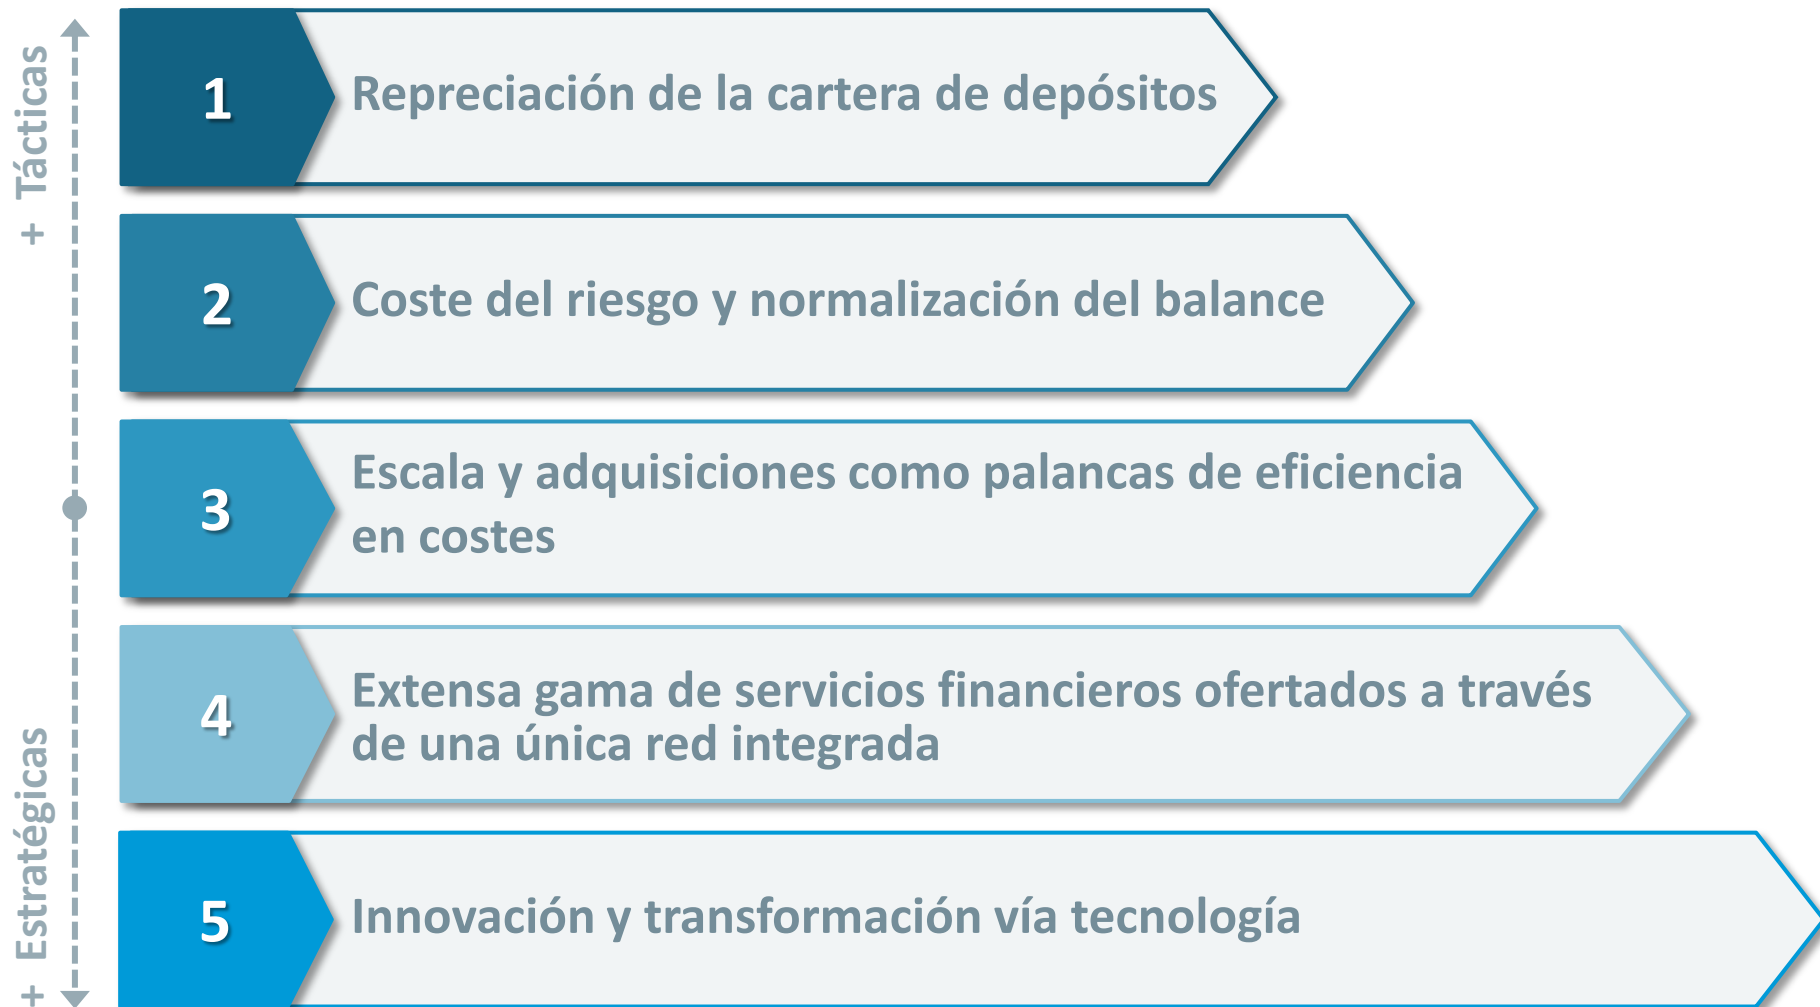 + Tácticas
1
Repreciación de la cartera de depósitos
2
Coste del riesgo y normalización del balance
3
Escala y adquisiciones como palancas de eficiencia
en costes
4
Extensa gama de servicios financieros ofertados a través
de una única red integrada
+ Estratégicas
5
Innovación y transformación vía tecnología